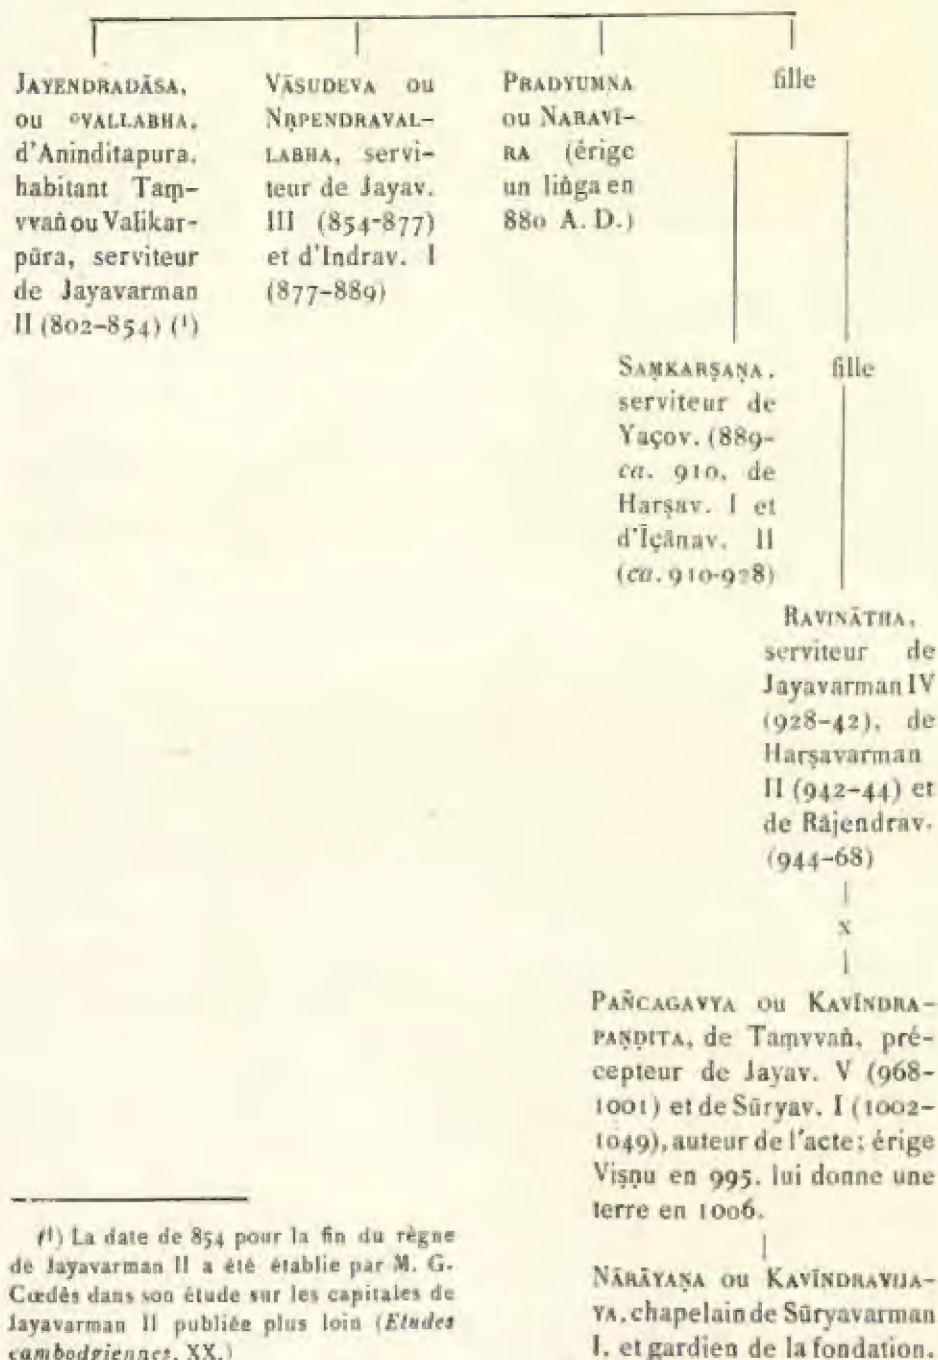 JAYENDRADĀSA,
ou °VALLABHA,
d'Aninditapura,
habitant Taṃ-
vvaṅ ou Valikar-
pūra, serviteur
de Jayavarman
II (802-854) (¹)
VĀSUDEVA ou
NṚPENDRAVAL-
LABHA, servi-
teur de Jayav.
III (854-877)
et d'Indrav. I
(877-889)
PRADYUMNA
ou NARAVĪ-
RA (érige
un liṅga en
880 A. D.)
fille
SAṂKARṢAṆA,
serviteur de
Yaçov. (889-
ca. 910, de
Harṣav. I et
d'Īçānav. II
(ca. 910-928)
fille
RAVINĀTHA,
serviteur de
Jayavarman IV
(928-42), de
Harṣavarman
II (942-44) et
de Rājendrav.
(944-68)
x
PAÑCAGAVYA ou KAVĪNDRA-
PAṆḌITA, de Taṃvvaṅ, pré-
cepteur de Jayav. V (968-
1001) et de Sūryav. I (1002-
1049), auteur de l'acte; érige
Viṣṇu en 995, lui donne une
terre en 1006.
NĀRĀYAṆA ou KAVĪNDRAVIJA-
YA, chapelain de Sūryavarman
I, et gardien de la fondation.
(¹) La date de 854 pour la fin du règne
de Jayavarman II a été établie par M. G.
Cœdès dans son étude sur les capitales de
Jayavarman II publiée plus loin (Etudes
cambodgiennes, XX.)